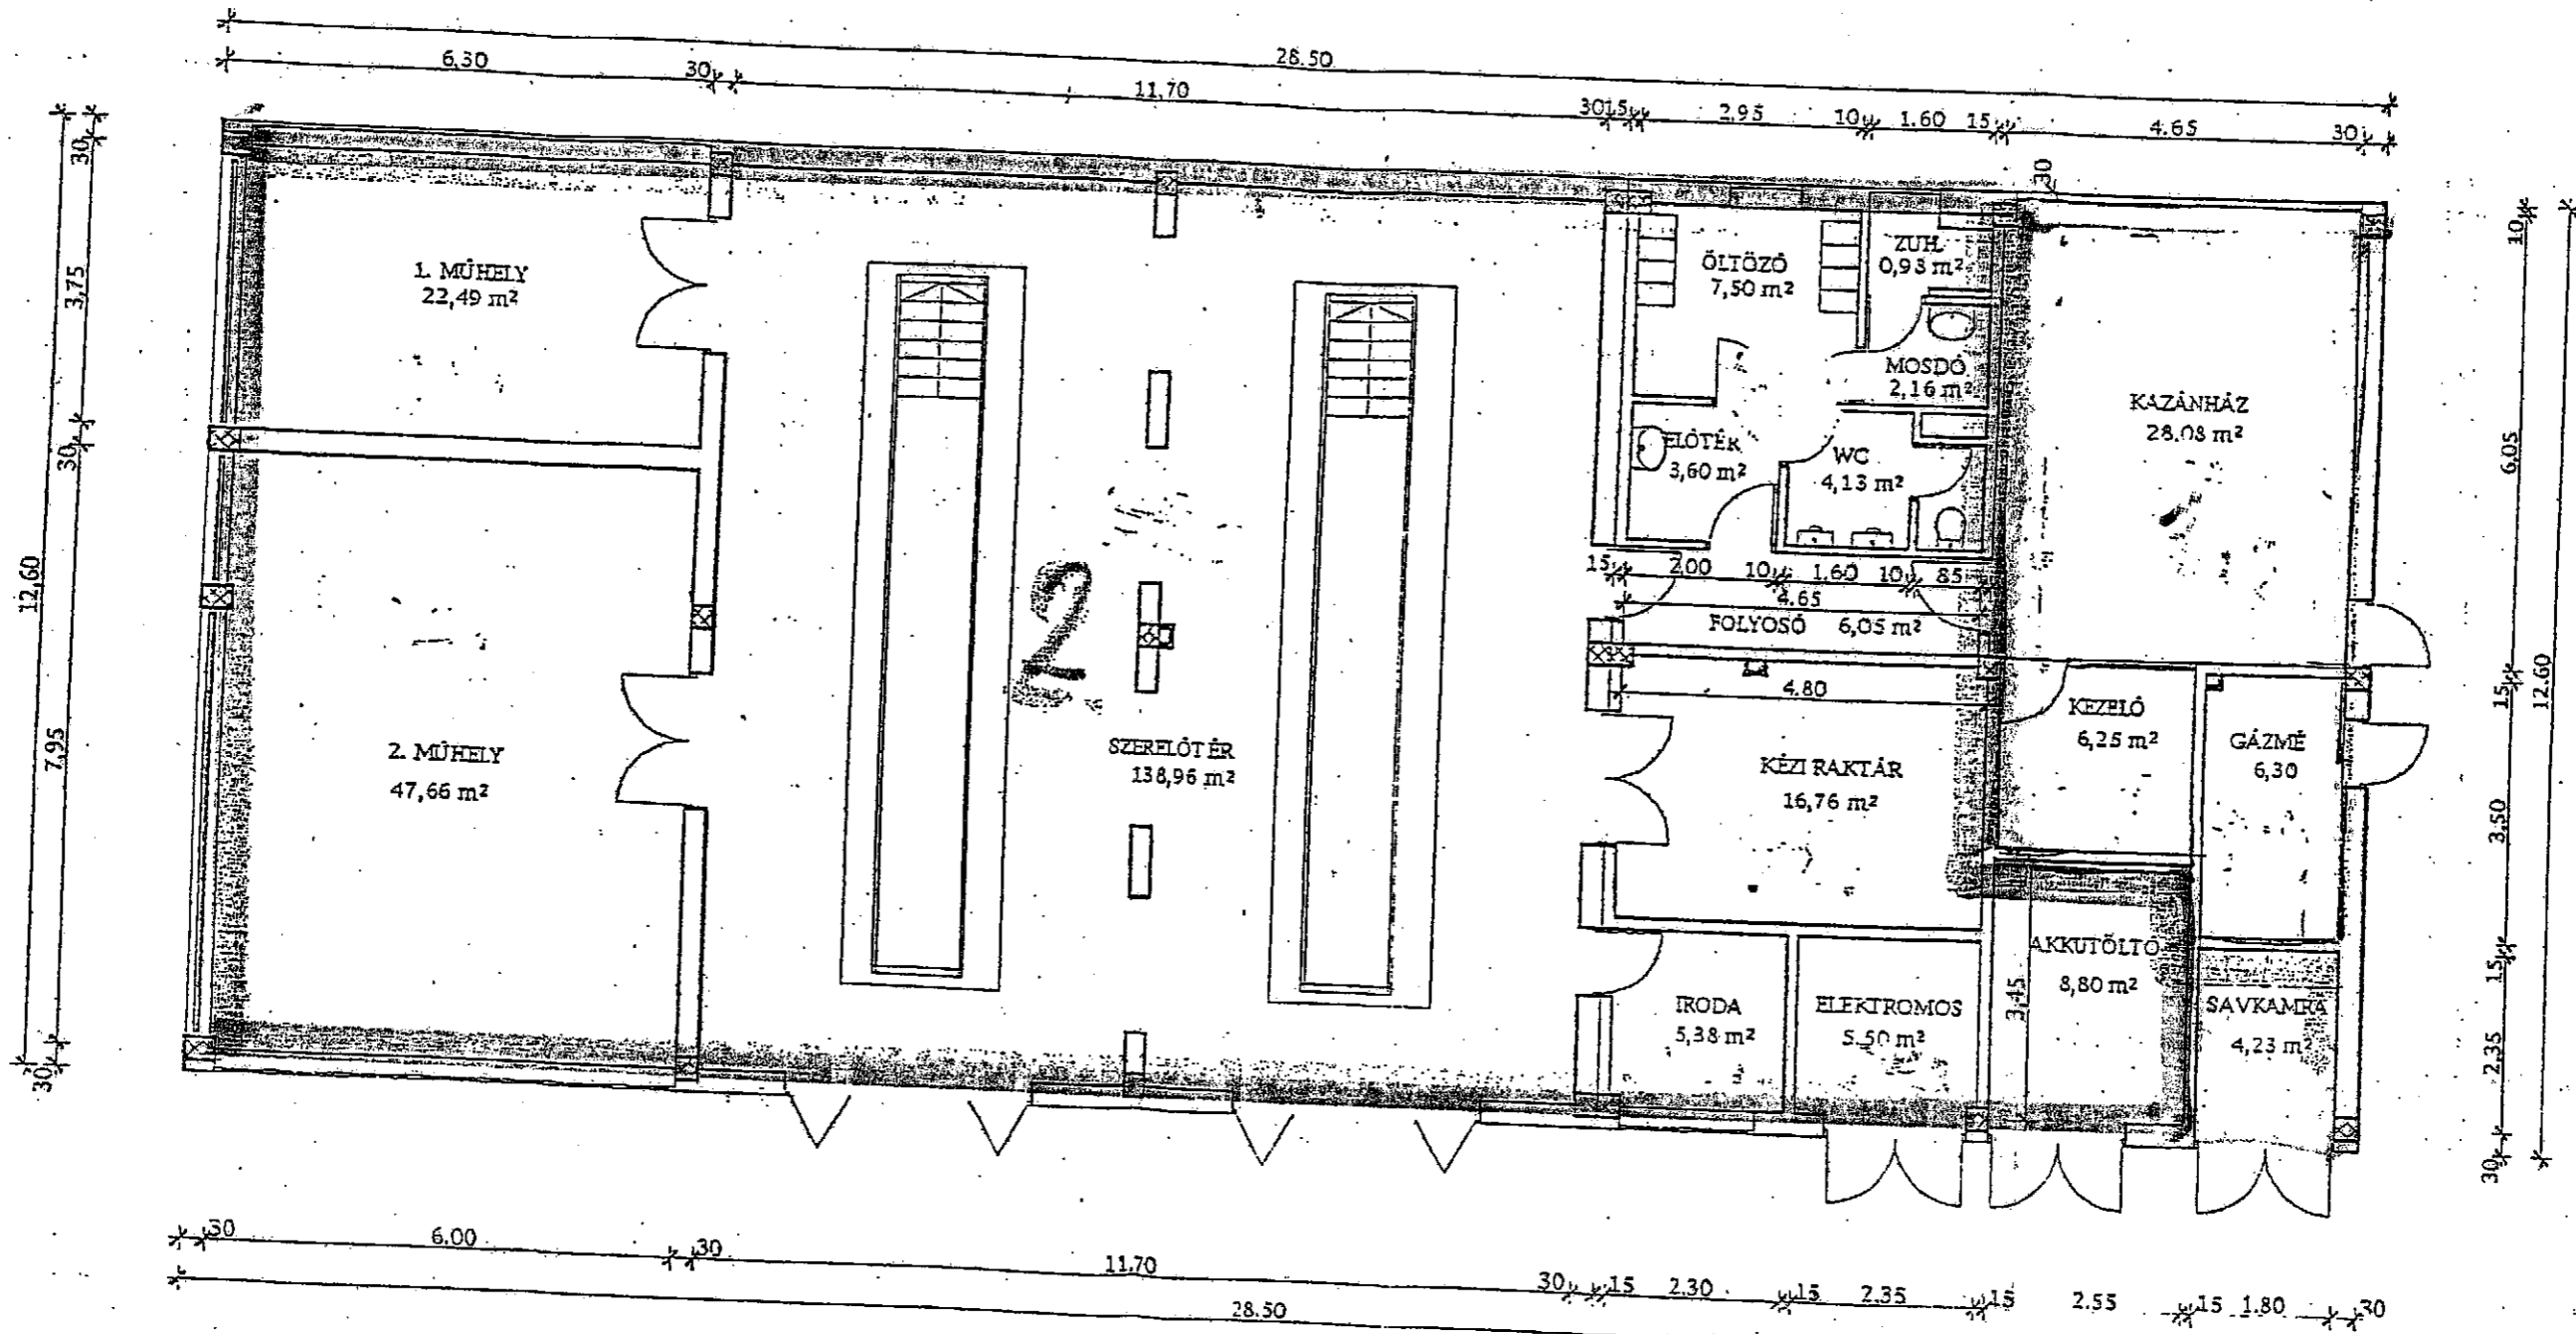 28.50
6,30
30
11,70
30
15
2,95
10
1.60
15
4.65
30
30
30
3,75
30
12,60
7,95
30
10
6.05
15
12.60
3,50
15
2.35
30
1. MŰHELY
22,49 m²
ÖLTÖZŐ
7,50 m²
ZUH.
0,93 m²
MOSDÓ
2,16 m²
KAZÁNHÁZ
28.08 m²
ELŐTÉR
3,60 m²
WC
4,13 m²
15
2.00
10
1.60
10
85
4.65
FOLYOSÓ 6,05 m²
2
4.80
2. MŰHELY
47,66 m²
SZERELŐTÉR
138,96 m²
KÉZI RAKTÁR
16,76 m²
KEZELŐ
6,25 m²
GÁZMÉ
6,30
IRODA
5,38 m²
ELEKTROMOS
5.50 m²
3,45
AKKUTÖLTŐ
8,80 m²
SAVKAMRA
4,23 m²
30
6.00
30
11.70
30
15
2.30
15
2.35
15
2.55
15
1.80
30
28.50